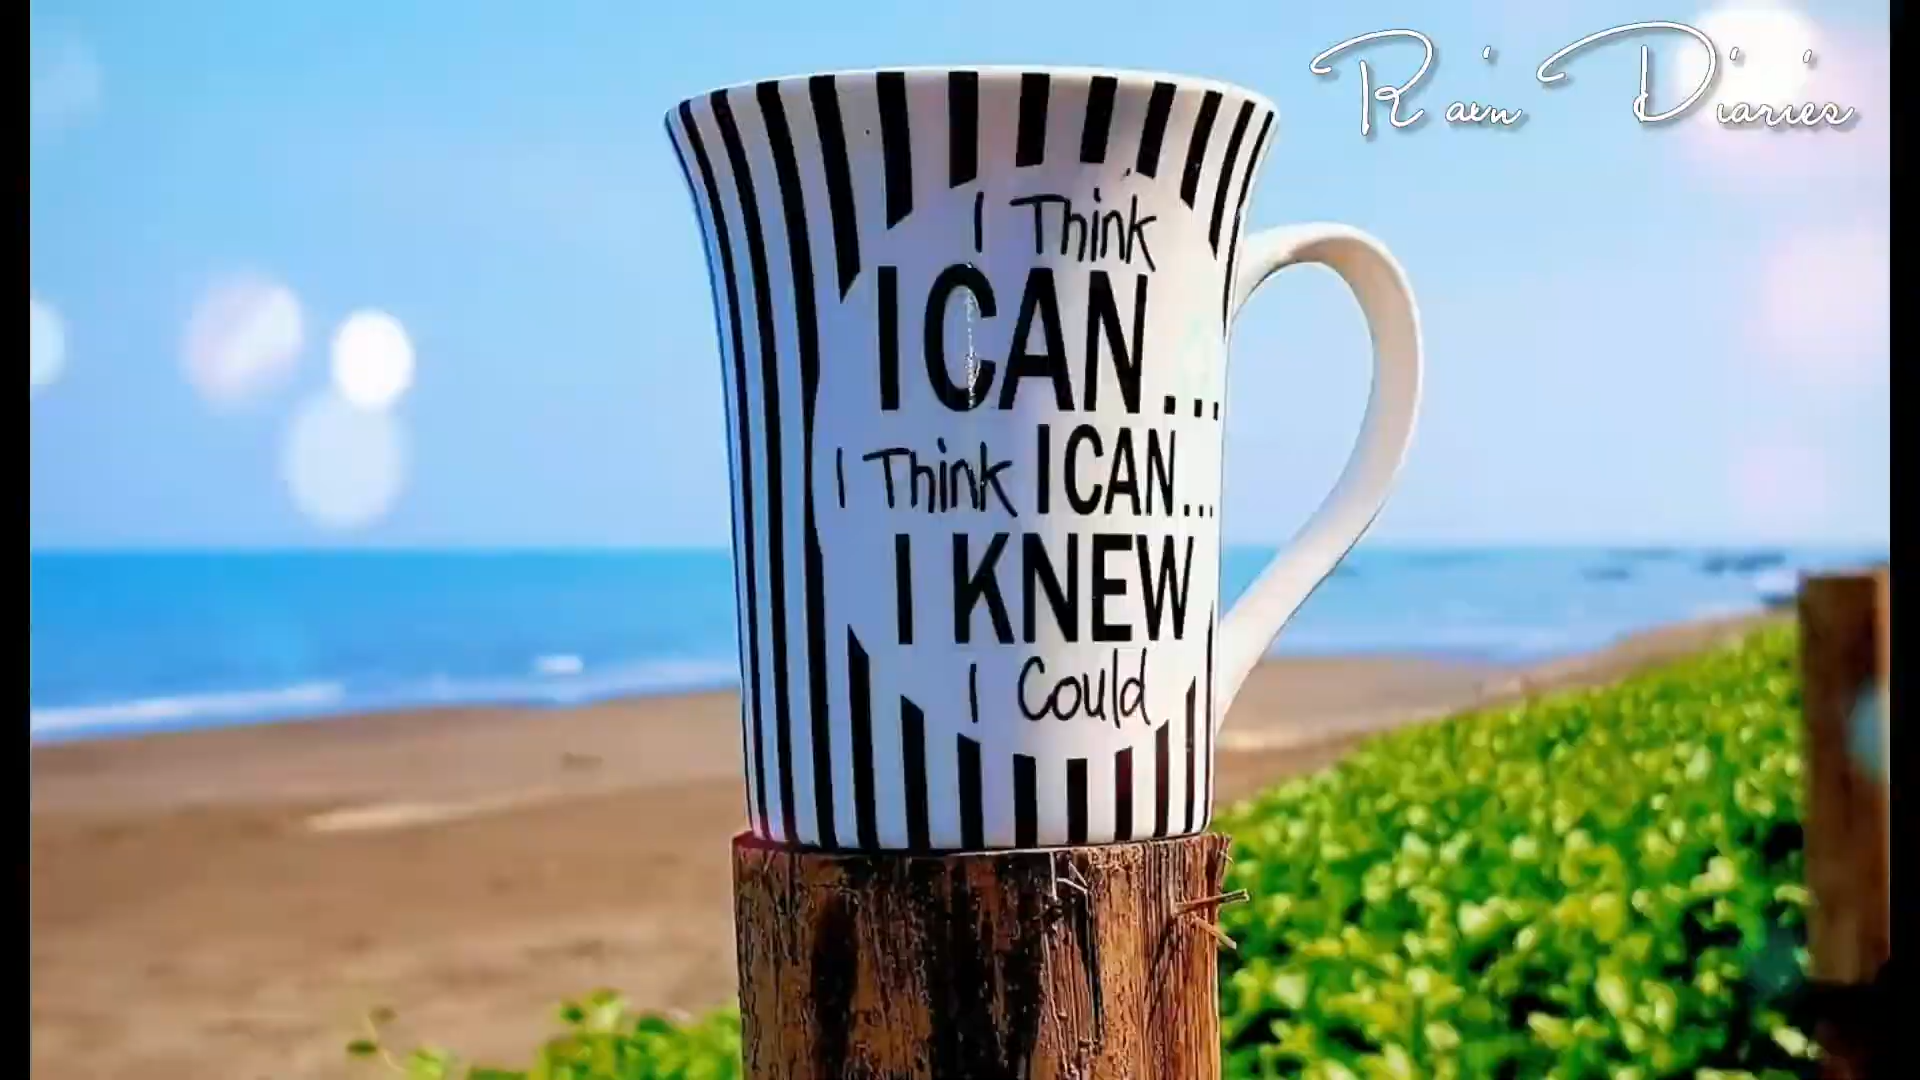 Rain Diaries
I Think
I CAN...
I Think I CAN...
I KNEW
I Could